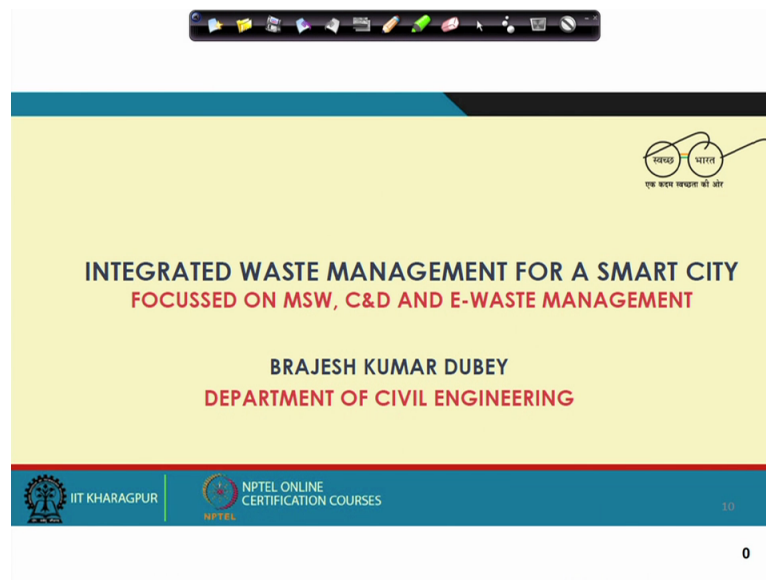 स्वच्छ भारत
एक कदम स्वच्छता की ओर
INTEGRATED WASTE MANAGEMENT FOR A SMART CITY
FOCUSSED ON MSW, C&D AND E-WASTE MANAGEMENT
BRAJESH KUMAR DUBEY
DEPARTMENT OF CIVIL ENGINEERING
IIT KHARAGPUR
NPTEL
NPTEL ONLINE
CERTIFICATION COURSES
10
0